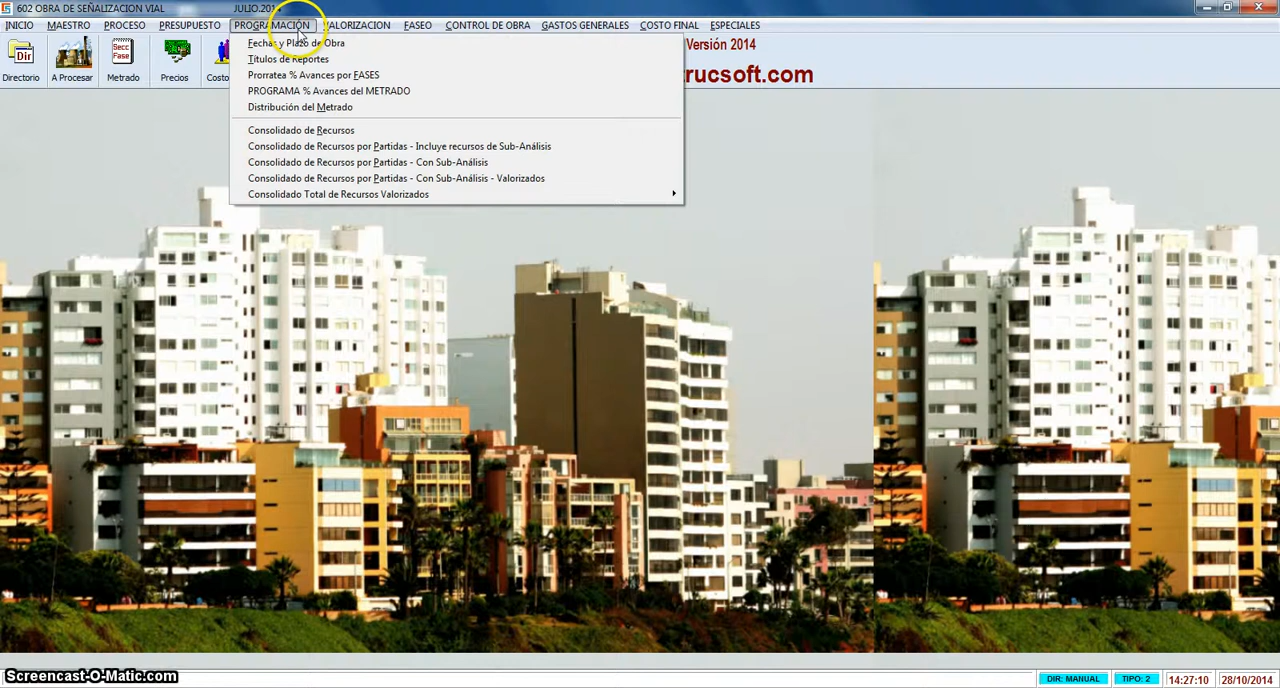 602 OBRA DE SEÑALIZACION VIAL JULIO.201
INICIO MAESTRO PROCESO PRESUPUESTO PROGRAMACIÓN VALORIZACION FASEO CONTROL DE OBRA GASTOS GENERALES COSTO FINAL ESPECIALES
Dir
Directorio
A Procesar
Secc
Fase
Metrado
Precios
Costo
Versión 2014
trucsoft.com
Fechas y Plazo de Obra
Títulos de Reportes
Prorratea % Avances por FASES
PROGRAMA % Avances del METRADO
Distribución del Metrado
Consolidado de Recursos
Consolidado de Recursos por Partidas - Incluye recursos de Sub-Análisis
Consolidado de Recursos por Partidas - Con Sub-Análisis
Consolidado de Recursos por Partidas - Con Sub-Análisis - Valorizados
Consolidado Total de Recursos Valorizados
Screencast-O-Matic.com
DIR: MANUAL TIPO: 2 14:27:10 28/10/2014